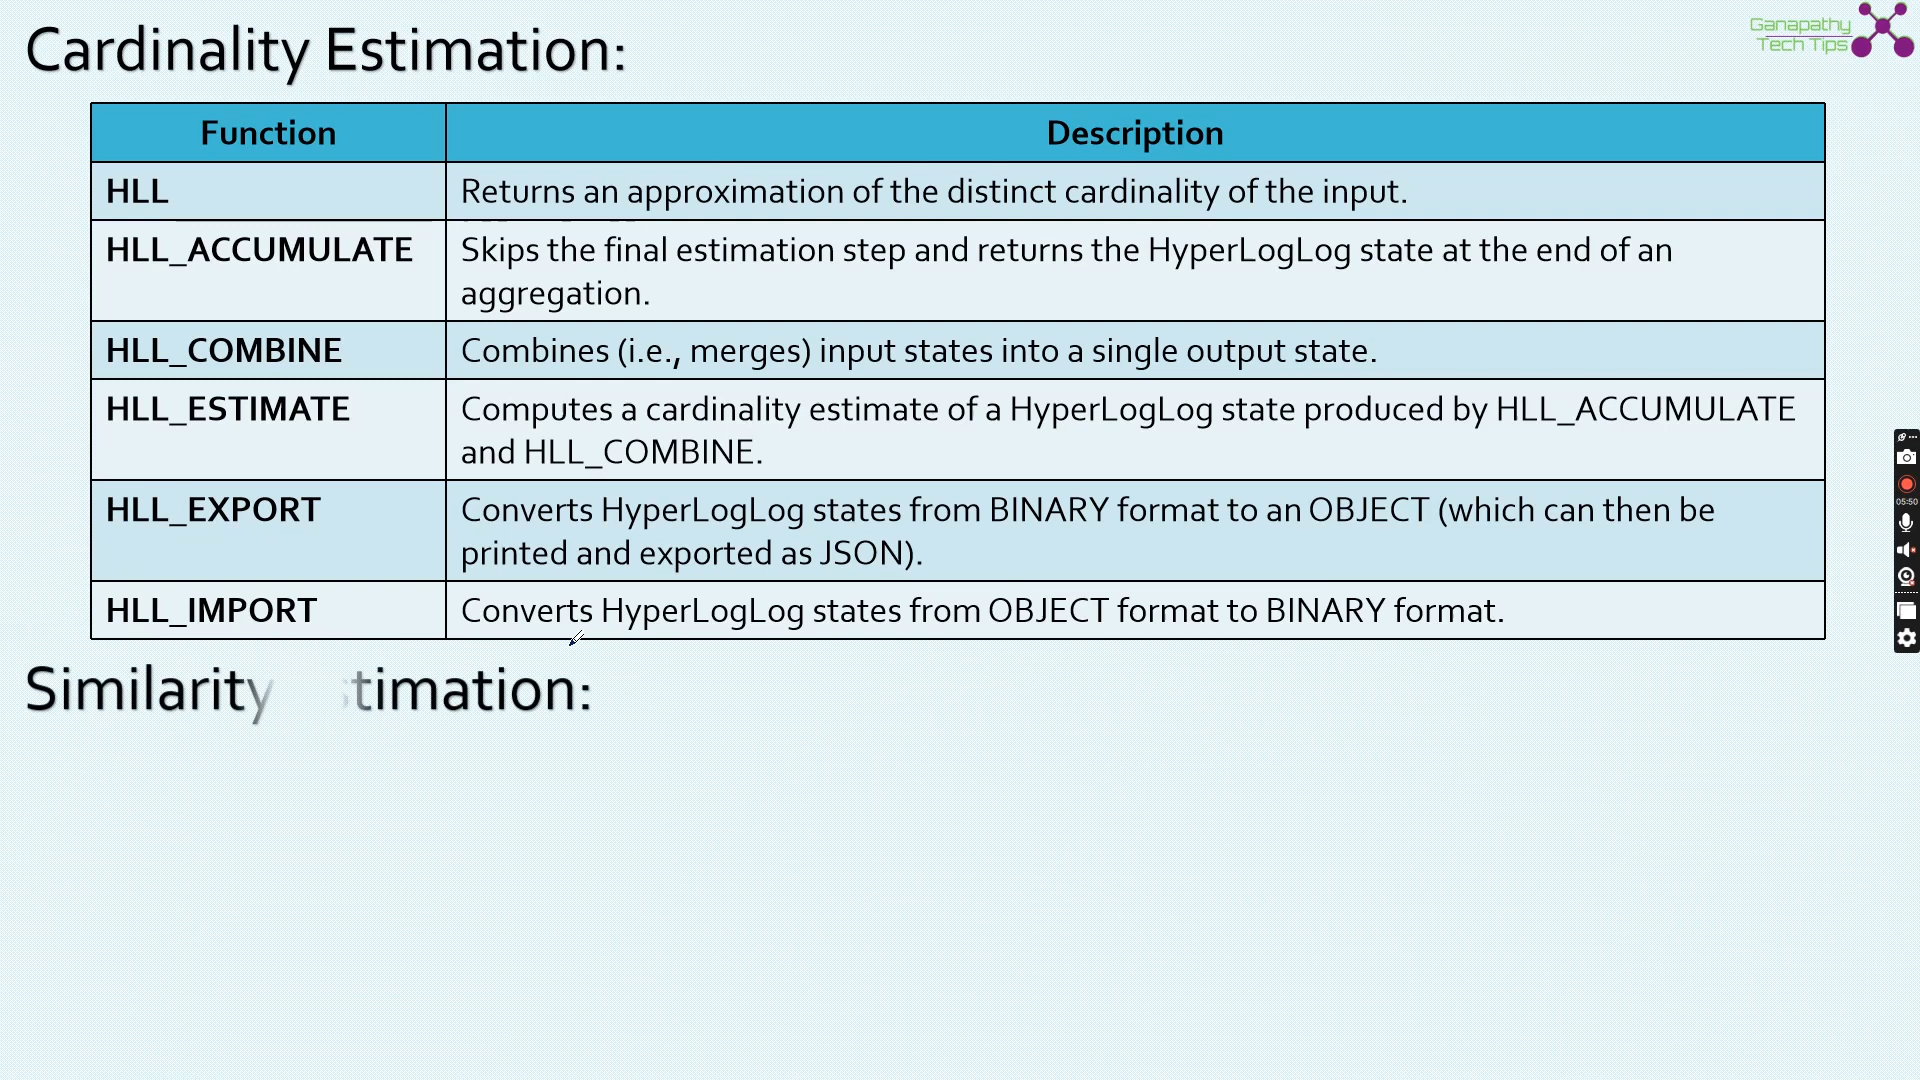 Cardinality Estimation:
Ganapathy
Tech Tips
Function
Description
HLL
Returns an approximation of the distinct cardinality of the input.
HLL_ACCUMULATE
Skips the final estimation step and returns the HyperLogLog state at the end of an
aggregation.
HLL_COMBINE
Combines (i.e., merges) input states into a single output state.
HLL_ESTIMATE
Computes a cardinality estimate of a HyperLogLog state produced by HLL_ACCUMULATE
and HLL_COMBINE.
HLL_EXPORT
Converts HyperLogLog states from BINARY format to an OBJECT (which can then be
printed and exported as JSON).
HLL_IMPORT
Converts HyperLogLog states from OBJECT format to BINARY format.
05:50
Similarity timation: